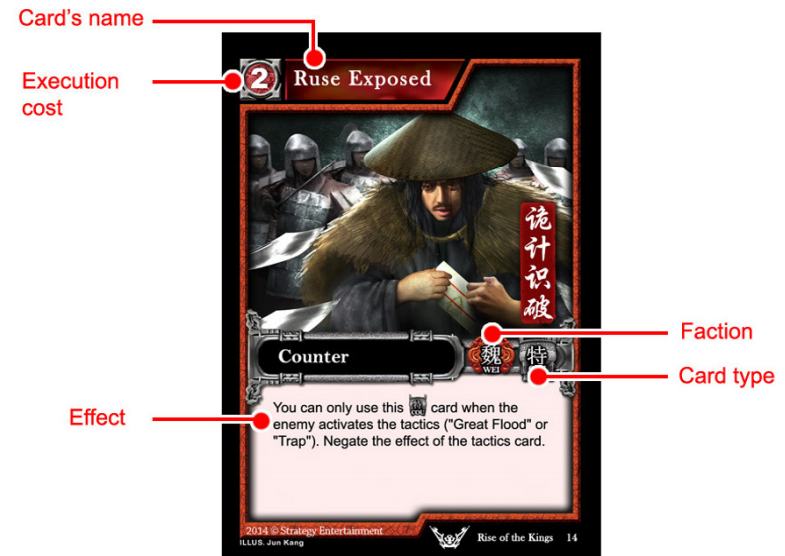 Card's name
Execution
cost
2
Ruse Exposed
诡计识破
Faction
Counter
魏
WEI
特
Card type
Effect
You can only use this card when the
enemy activates the tactics ("Great Flood" or
"Trap"). Negate the effect of the tactics card.
2014 © Strategy Entertainment
ILLUS. Jun Kang
Rise of the Kings 14